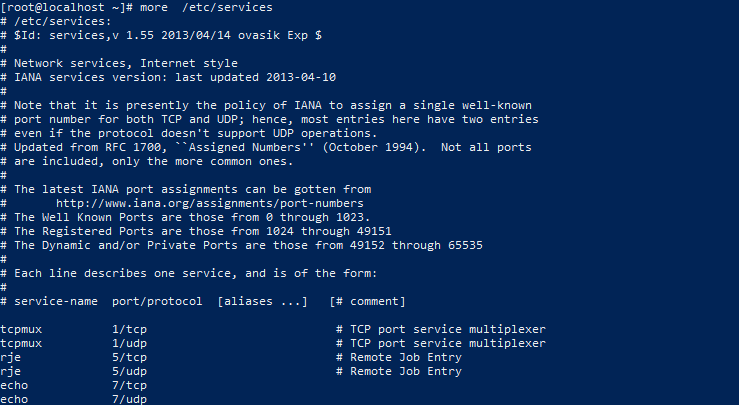 [root@localhost ~]# more  /etc/services
# /etc/services:
# $Id: services,v 1.55 2013/04/14 ovasik Exp $
#
# Network services, Internet style
# IANA services version: last updated 2013-04-10
#
# Note that it is presently the policy of IANA to assign a single well-known
# port number for both TCP and UDP; hence, most entries here have two entries
# even if the protocol doesn't support UDP operations.
# Updated from RFC 1700, ``Assigned Numbers'' (October 1994).  Not all ports
# are included, only the more common ones.
#
# The latest IANA port assignments can be gotten from
#       http://www.iana.org/assignments/port-numbers
# The Well Known Ports are those from 0 through 1023.
# The Registered Ports are those from 1024 through 49151
# The Dynamic and/or Private Ports are those from 49152 through 65535
#
# Each line describes one service, and is of the form:
#
# service-name  port/protocol  [aliases ...]   [# comment]

tcpmux          1/tcp                           # TCP port service multiplexer
tcpmux          1/udp                           # TCP port service multiplexer
rje             5/tcp                           # Remote Job Entry
rje             5/udp                           # Remote Job Entry
echo            7/tcp
echo            7/udp